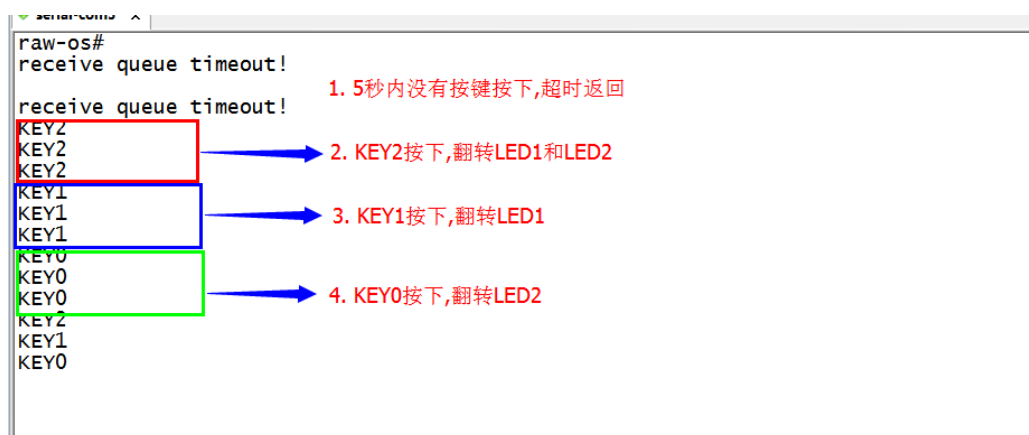 serial-com5 x
raw-os#
receive queue timeout!
1. 5秒内没有按键按下,超时返回
receive queue timeout!
KEY2
KEY2
2. KEY2按下,翻转LED1和LED2
KEY2
KEY1
KEY1
3. KEY1按下,翻转LED1
KEY1
KEY0
KEY0
KEY0
4. KEY0按下,翻转LED2
KEY2
KEY1
KEY0